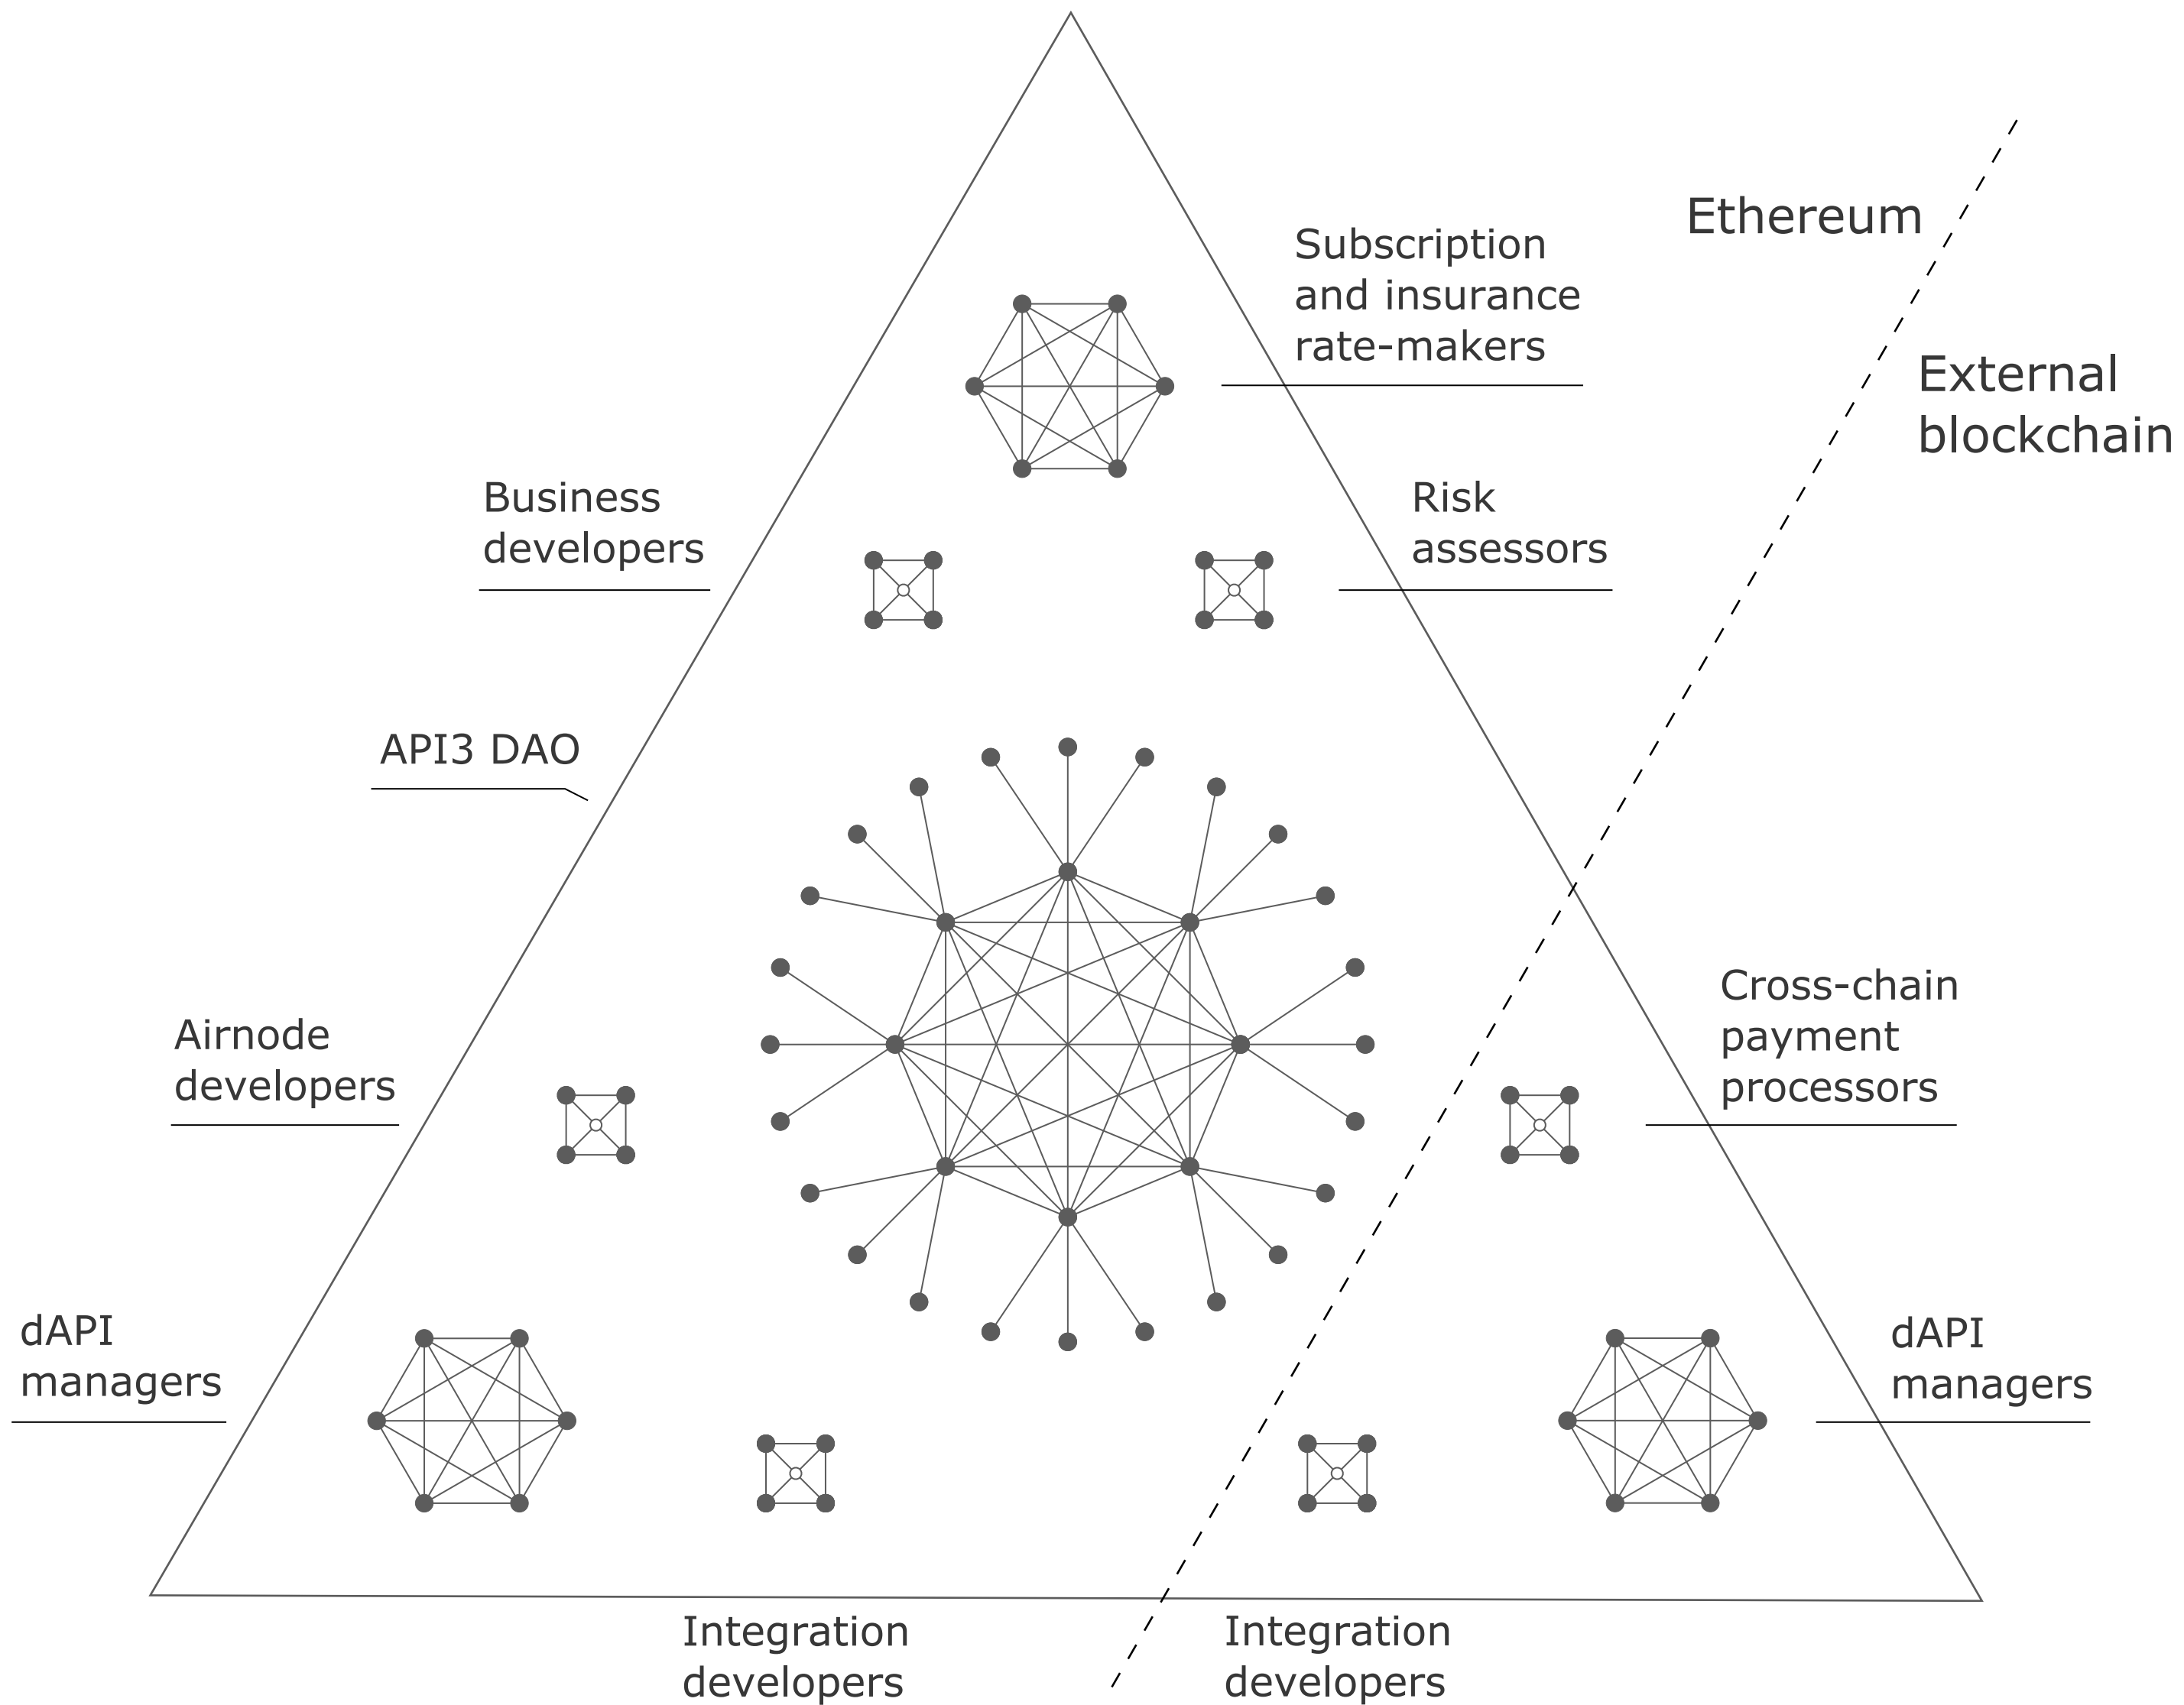 Ethereum
Subscription
and insurance
rate-makers
External
blockchain
Business
developers
Risk
assessors
API3 DAO
Cross-chain
payment
processors
Airnode
developers
dAPI
managers
dAPI
managers
Integration
developers
Integration
developers